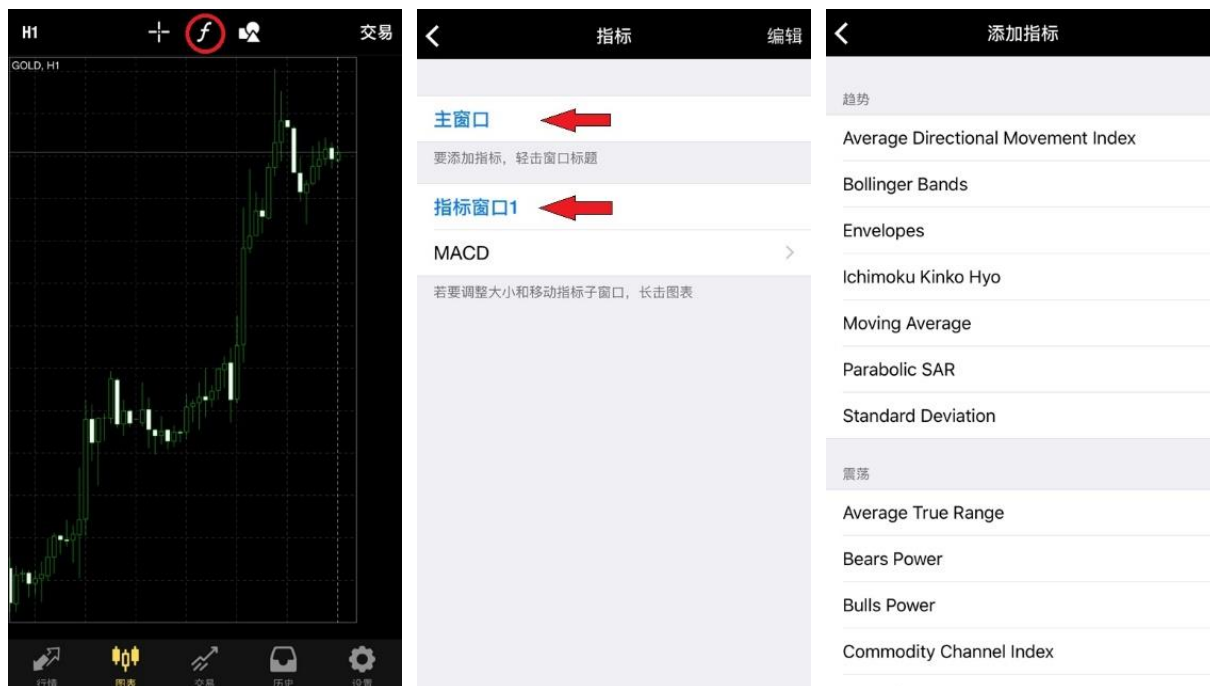 H1
f
交易
GOLD, H1
行情
图表
交易
历史
设置
指标
编辑
主窗口
要添加指标，轻击窗口标题
指标窗口1
MACD
若要调整大小和移动指标子窗口，长击图表
添加指标
趋势
Average Directional Movement Index
Bollinger Bands
Envelopes
Ichimoku Kinko Hyo
Moving Average
Parabolic SAR
Standard Deviation
震荡
Average True Range
Bears Power
Bulls Power
Commodity Channel Index